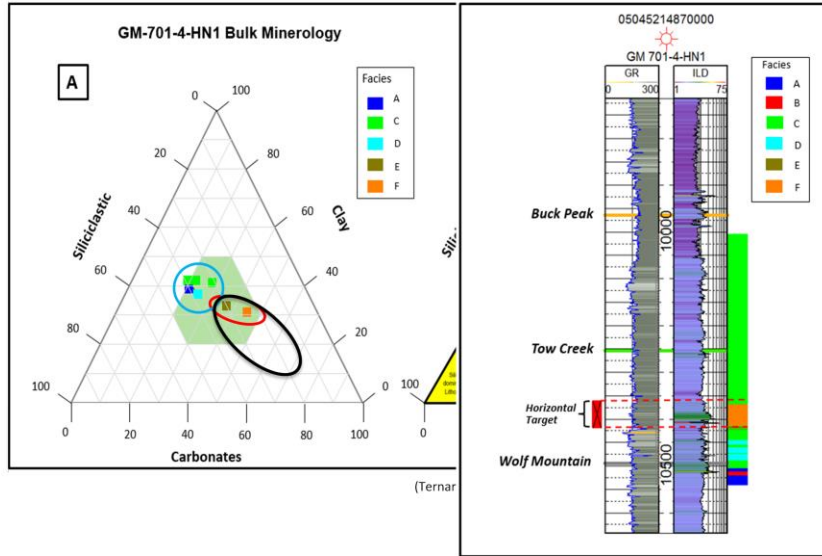 GM-701-4-HN1 Bulk Minerology
A
Facies
A
C
D
E
F
0
100
20
80
40
60
60
40
80
20
100
0
Siliciclastic
Clay
0
20
40
60
80
100
Carbonates
100
0
(Ternar
05045214870000
GM 701-4-HN1
GR
ILD
0
300
1
75
Facies
A
B
C
D
E
F
Buck Peak
10000
Tow Creek
Horizontal
Target
Wolf Mountain
10500